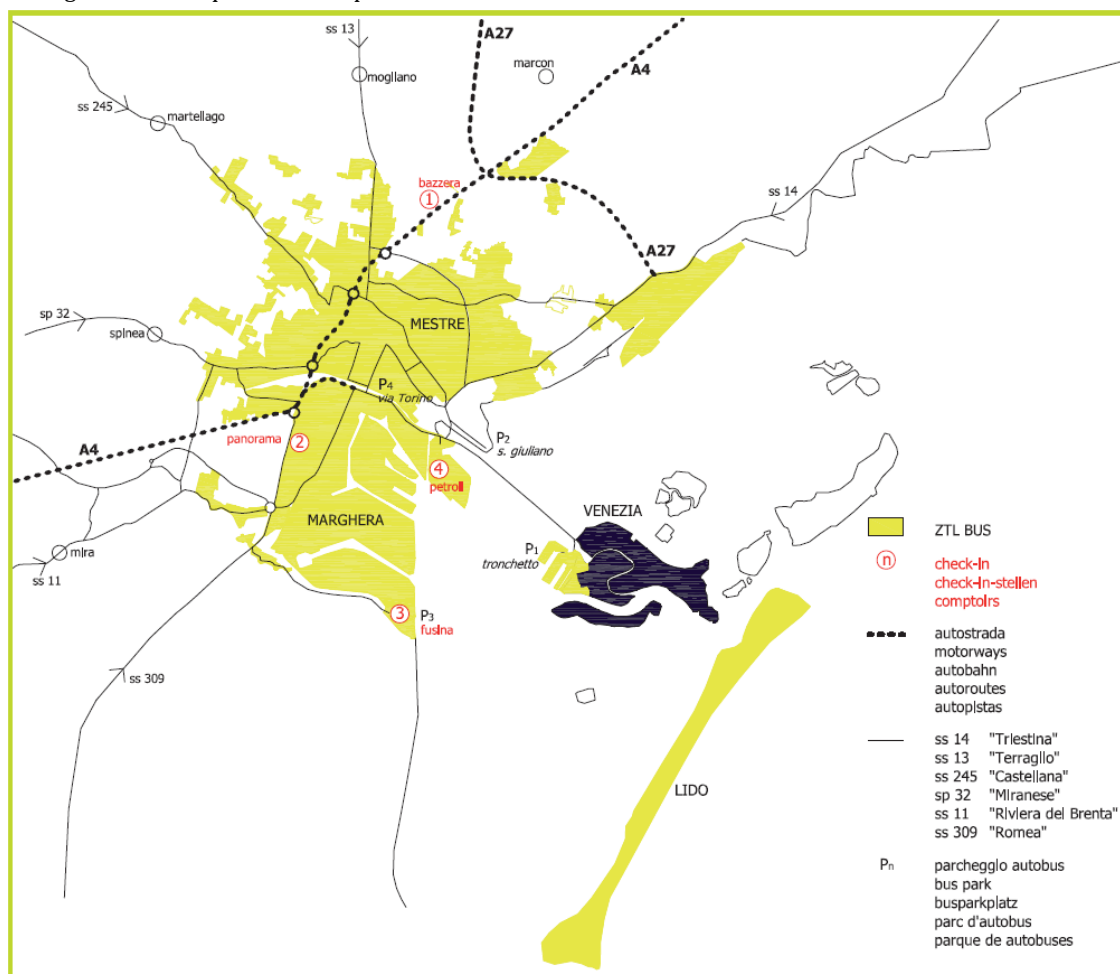 ss 13
A27
marcon
A4
mogliano
ss 245
martellago
bazzera
1
ss 14
A27
sp 32
spinea
MESTRE
P4
via Torino
panorama
2
P2
s. giuliano
A4
4
petroli
VENEZIA
MARGHERA
P1
tronchetto
mira
ss 11
3
P3
fusina
ss 309
LIDO
ZTL BUS
n
check-in
check-in-stellen
comptoirs
autostrada
motorways
autobahn
autoroutes
autopistas
ss 14 "Triestina"
ss 13 "Terraglio"
ss 245 "Castellana"
sp 32 "Miranese"
ss 11 "Riviera del Brenta"
ss 309 "Romea"
Pn parcheggio autobus
bus park
busparkplatz
parc d'autobus
parque de autobuses